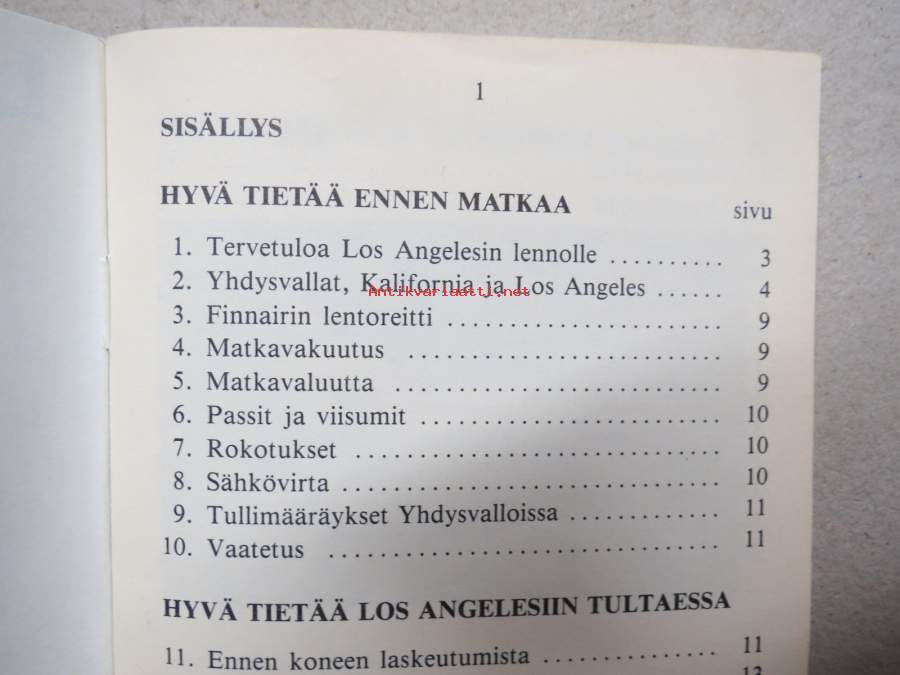 1
SISÄLLYS
HYVÄ TIETÄÄ ENNEN MATKAA sivu
1. Tervetuloa Los Angelesin lennolle .......... 3
2. Yhdysvallat, Kalifornia ja Los Angeles ...... 4
Antikvariaatti.net
3. Finnairin lentoreitti ..................... 9
4. Matkavakuutus ........................ 9
5. Matkavaluutta ......................... 9
6. Passit ja viisumit ....................... 10
7. Rokotukset ............................ 10
8. Sähkövirta ............................. 10
9. Tullimääräykset Yhdysvalloissa ............ 11
10. Vaatetus .............................. 11
HYVÄ TIETÄÄ LOS ANGELESIIN TULTAESSA
11. Ennen koneen laskeutumista .............. 11
13